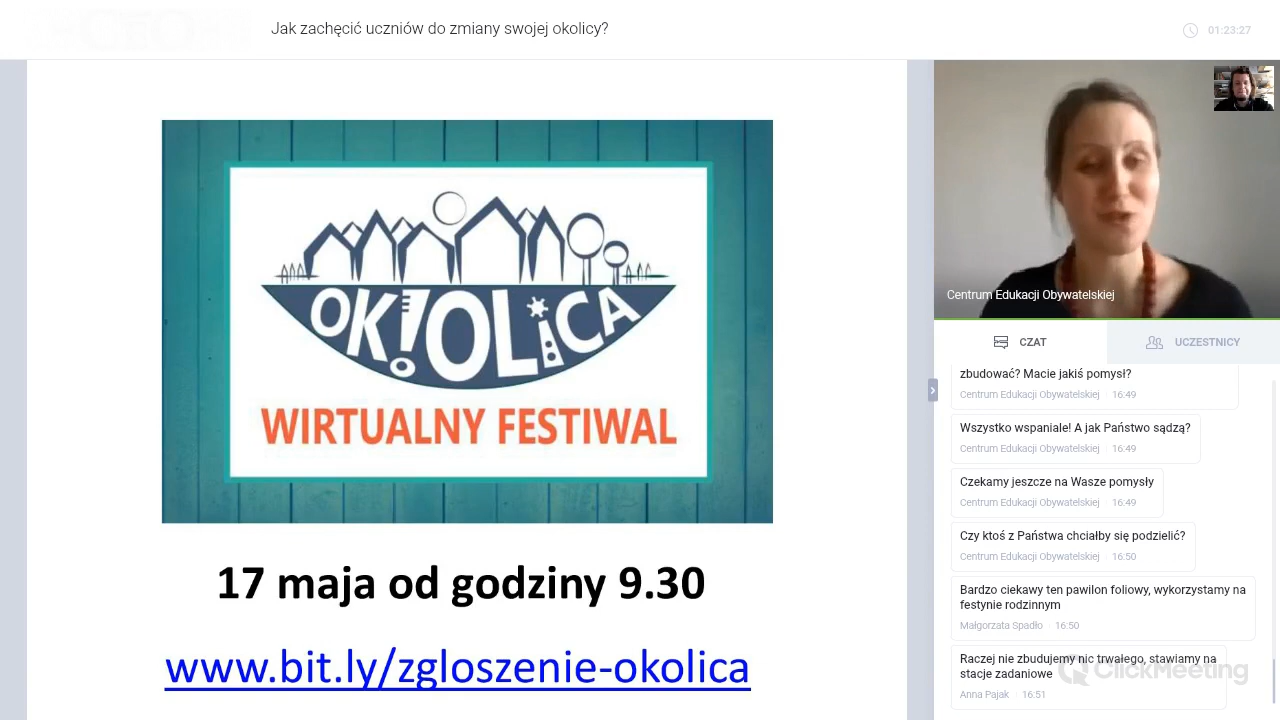 Jak zachęcić uczniów do zmiany swojej okolicy?
01:23:27
OK!OLICA
WIRTUALNY FESTIWAL
17 maja od godziny 9.30
www.bit.ly/zgloszenie-okolica
Centrum Edukacji Obywatelskiej
CZAT
UCZESTNICY
zbudować? Macie jakiś pomysł?
Centrum Edukacji Obywatelskiej 16:49
Wszystko wspaniale! A jak Państwo sądzą?
Centrum Edukacji Obywatelskiej 16:49
Czekamy jeszcze na Wasze pomysły
Centrum Edukacji Obywatelskiej 16:49
Czy ktoś z Państwa chciałby się podzielić?
Centrum Edukacji Obywatelskiej 16:50
Bardzo ciekawy ten pawilon foliowy, wykorzystamy na
festynie rodzinnym
Małgorzata Spadło 16:50
Raczej nie zbudujemy nic trwałego, stawiamy na
stacje zadaniowe
Anna Pajak 16:51
ClickMeeting